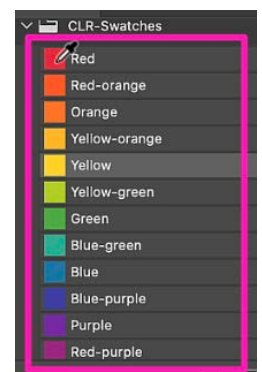 CLR-Swatches
Red
Red-orange
Orange
Yellow-orange
Yellow
Yellow-green
Green
Blue-green
Blue
Blue-purple
Purple
Red-purple